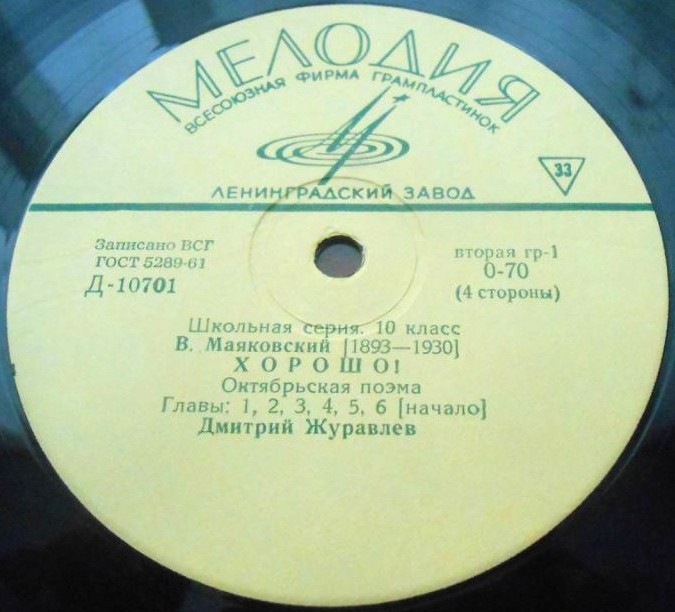 МЕЛОДИЯ
ВСЕСОЮЗНАЯ ФИРМА ГРАМПЛАСТИНОК
ЛЕНИНГРАДСКИЙ ЗАВОД
33
Записано ВСГ
ГОСТ 5289-61
Д-10701
вторая гр-1
0-70
(4 стороны)
Школьная серия. 10 класс
В. Маяковский [1893—1930]
ХОРОШО!
Октябрьская поэма
Главы: 1, 2, 3, 4, 5, 6 [начало]
Дмитрий Журавлев